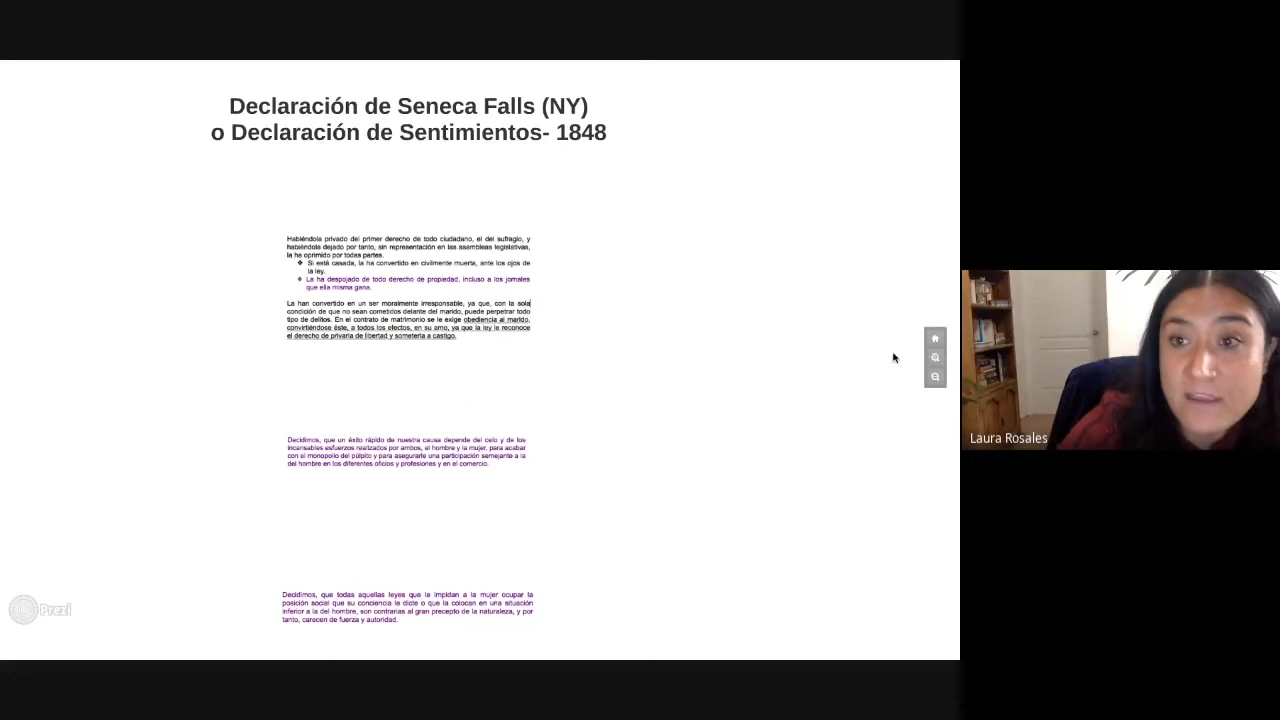 Declaración de Seneca Falls (NY)
o Declaración de Sentimientos- 1848
Habiéndola privado del primer derecho de todo ciudadano, el del sufragio, y
habiéndola dejado por tanto, sin representación en las asambleas legislativas,
la ha oprimido por todas partes.
❖ Si está casada, la ha convertido en civilmente muerta, ante los ojos de
la ley.
❖ La ha despojado de todo derecho de propiedad, incluso a los jornales
que ella misma gana.
La han convertido en un ser moralmente irresponsable, ya que, con la sola
condición de que no sean cometidos delante del marido, puede perpetrar todo
tipo de delitos. En el contrato de matrimonio se le exige obediencia al marido,
convirtiéndose éste, a todos los efectos, en su amo, ya que la ley le reconoce
el derecho de privarla de libertad y someterla a castigo.
Decidimos, que un éxito rápido de nuestra causa depende del celo y de los
incansables esfuerzos realizados por ambos, el hombre y la mujer, para acabar
con el monopolio del púlpito y para asegurarle una participación semejante a la
del hombre en los diferentes oficios y profesiones y en el comercio.
Decidimos, que todas aquellas leyes que le impidan a la mujer ocupar la
posición social que su conciencia le dicte o que la colocan en una situación
inferior a la del hombre, son contrarias al gran precepto de la naturaleza, y por
tanto, carecen de fuerza y autoridad.
Prezi
Laura Rosales